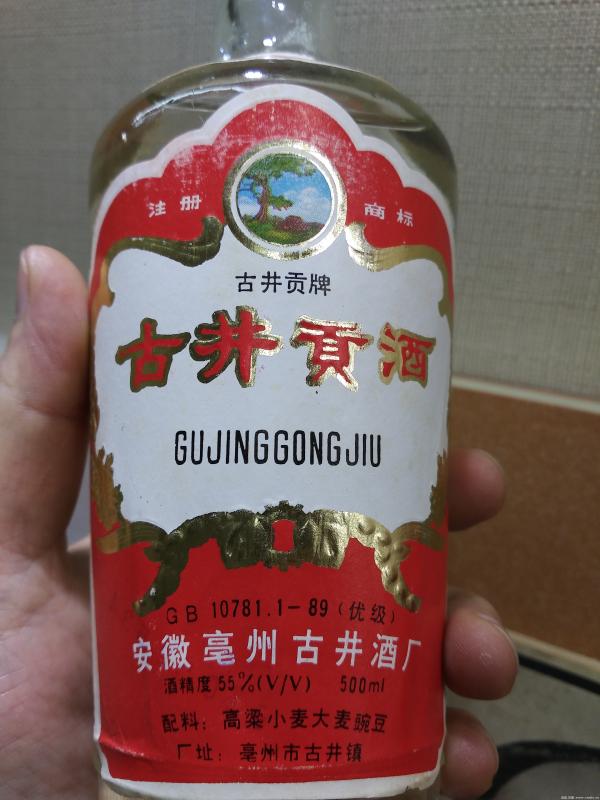 注册 商标
古井贡牌
古井贡酒
GUJINGGONGJIU
GB 10781.1-89(优级)
安徽亳州古井酒厂
酒精度55%(V/V) 500ml
配料：高粱小麦大麦豌豆
厂址：亳州市古井镇